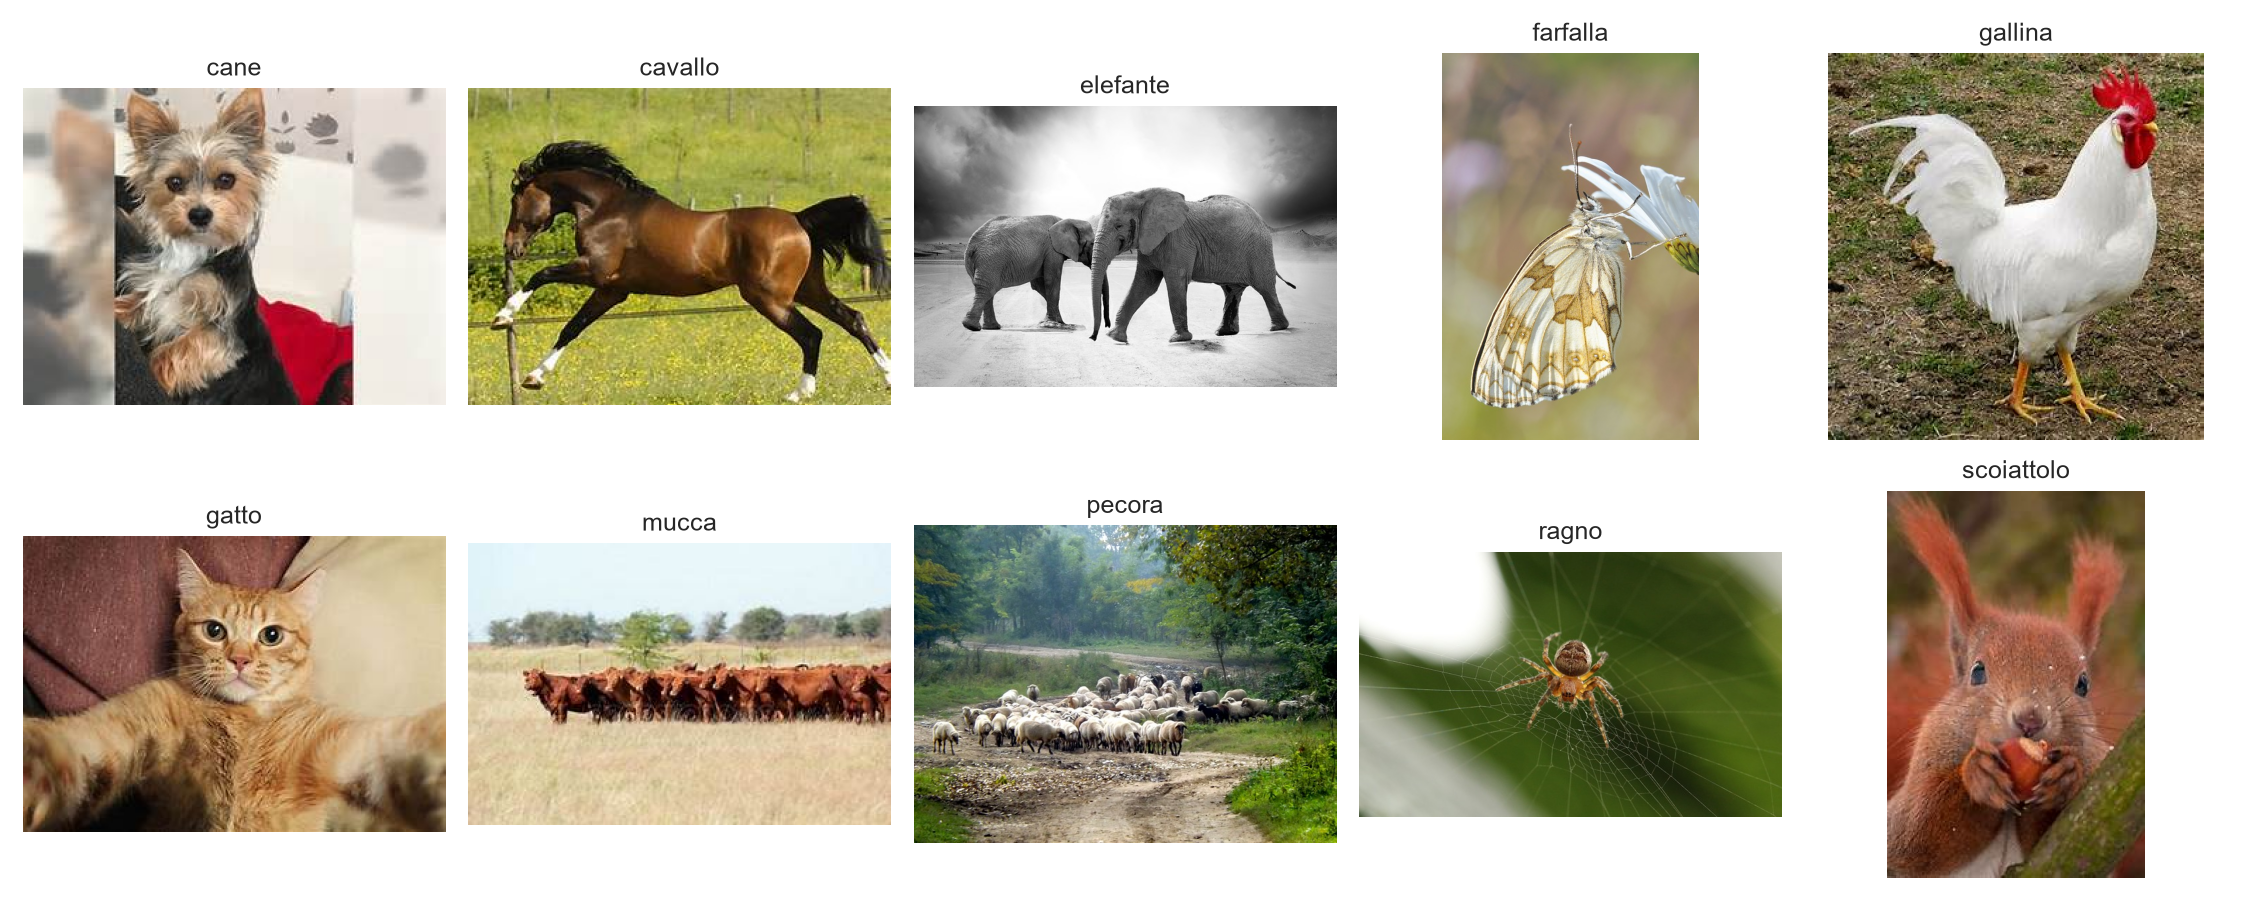 cane
cavallo
elefante
farfalla
gallina
gatto
mucca
pecora
ragno
scoiattolo